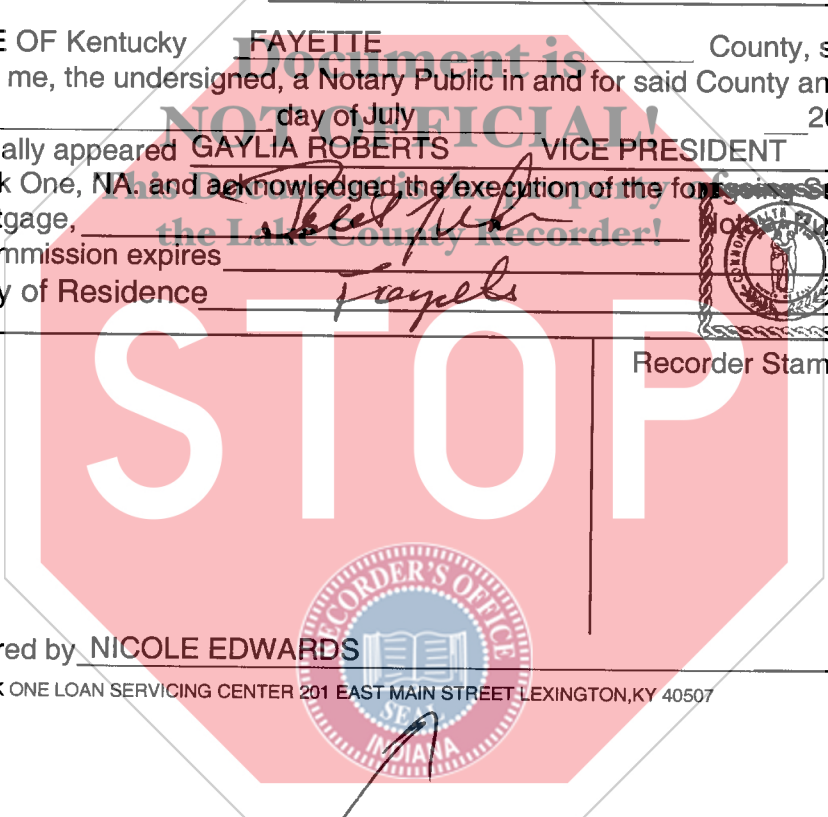 E OF Kentucky FAYETTE County, s
Document is
me, the undersigned, a Notary Public in and for said County an
NOT OFFICIAL!
day of July 20
ally appeared GAYLIA ROBERTS VICE PRESIDENT
k One, NA. and acknowledged the execution of the foregoing
This Document is the property of
tgage, Nota
the Lake County Recorder!
mmission expires
y of Residence Fayette
COMMONWEALTH
STOP
Recorder Stam
RECORDER'S OFFICE
red by NICOLE EDWARDS
K ONE LOAN SERVICING CENTER 201 EAST MAIN STREET LEXINGTON,KY 40507
SEAL
INDIANA